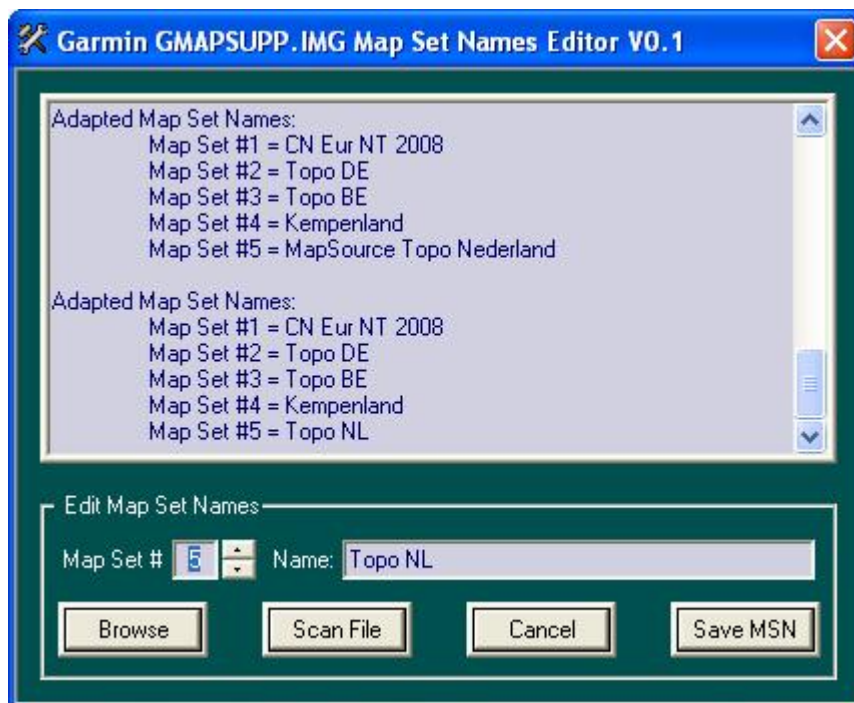 Garmin GMAPSUPP.IMG Map Set Names Editor V0.1
Adapted Map Set Names:
Map Set #1 = CN Eur NT 2008
Map Set #2 = Topo DE
Map Set #3 = Topo BE
Map Set #4 = Kempenland
Map Set #5 = MapSource Topo Nederland
Adapted Map Set Names:
Map Set #1 = CN Eur NT 2008
Map Set #2 = Topo DE
Map Set #3 = Topo BE
Map Set #4 = Kempenland
Map Set #5 = Topo NL
Edit Map Set Names
Map Set # 5 Name: Topo NL
Browse Scan File Cancel Save MSN